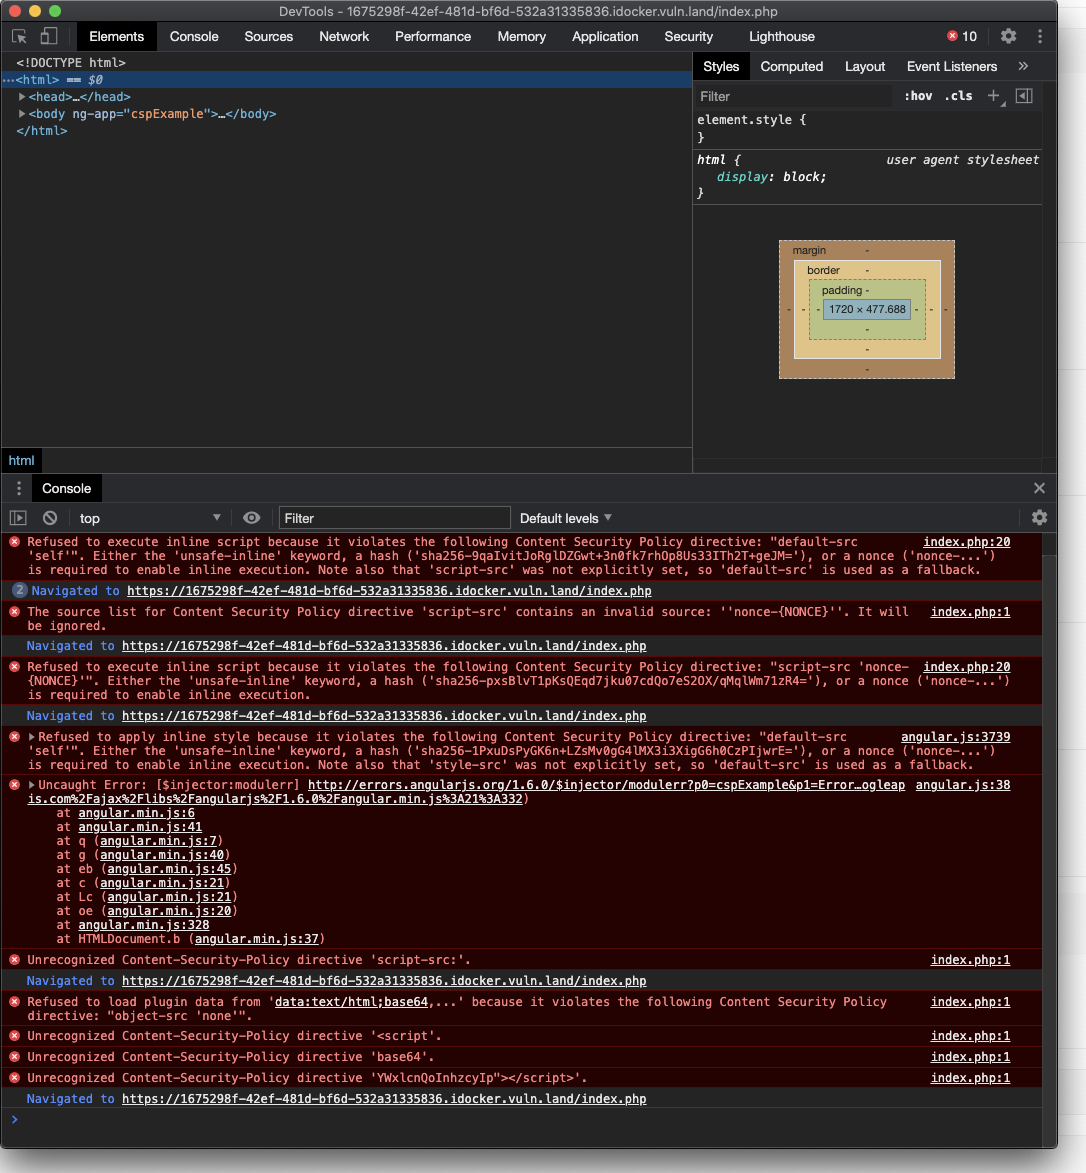 DevTools - 1675298f-42ef-481d-bf6d-532a31335836.idocker.vuln.land/index.php
Elements Console Sources Network Performance Memory Application Security Lighthouse 10
<!DOCTYPE html>
…<html> == $0
<head>…</head>
<body ng-app="cspExample">…</body>
</html>
html
Styles Computed Layout Event Listeners »
Filter :hov .cls +
element.style {
}
html { user agent stylesheet
display: block;
}
margin -
border -
padding -
- - - 1720 × 477.688 - - -
-
-
-
Console
top Filter Default levels
Refused to execute inline script because it violates the following Content Security Policy directive: "default-src index.php:20
'self'". Either the 'unsafe-inline' keyword, a hash ('sha256-9qaIvitJoRglDZGwt+3n0fk7rhOp8Us33ITh2T+geJM='), or a nonce ('nonce-...')
is required to enable inline execution. Note also that 'script-src' was not explicitly set, so 'default-src' is used as a fallback.
2 Navigated to https://1675298f-42ef-481d-bf6d-532a31335836.idocker.vuln.land/index.php
The source list for Content Security Policy directive 'script-src' contains an invalid source: ''nonce-{NONCE}''. It will index.php:1
be ignored.
Navigated to https://1675298f-42ef-481d-bf6d-532a31335836.idocker.vuln.land/index.php
Refused to execute inline script because it violates the following Content Security Policy directive: "script-src 'nonce- index.php:20
{NONCE}'". Either the 'unsafe-inline' keyword, a hash ('sha256-pxsBlvT1pKsQEqd7jku07cdQo7eS2OX/qMqlWm71zR4='), or a nonce ('nonce-...')
is required to enable inline execution.
Navigated to https://1675298f-42ef-481d-bf6d-532a31335836.idocker.vuln.land/index.php
Refused to apply inline style because it violates the following Content Security Policy directive: "default-src angular.js:3739
'self'". Either the 'unsafe-inline' keyword, a hash ('sha256-1PxuDsPyGK6n+LZsMv0gG4lMX3i3XigG6h0CzPIjwrE='), or a nonce ('nonce-...')
is required to enable inline execution. Note also that 'style-src' was not explicitly set, so 'default-src' is used as a fallback.
Uncaught Error: [$injector:modulerr] http://errors.angularjs.org/1.6.0/$injector/modulerr?p0=cspExample&p1=Error…ogleap angular.js:38
is.com%2Fajax%2Flibs%2Fangularjs%2F1.6.0%2Fangular.min.js%3A21%3A332)
at angular.min.js:6
at angular.min.js:41
at q (angular.min.js:7)
at g (angular.min.js:40)
at eb (angular.min.js:45)
at c (angular.min.js:21)
at Lc (angular.min.js:21)
at oe (angular.min.js:20)
at angular.min.js:328
at HTMLDocument.b (angular.min.js:37)
Unrecognized Content-Security-Policy directive 'script-src:'. index.php:1
Navigated to https://1675298f-42ef-481d-bf6d-532a31335836.idocker.vuln.land/index.php
Refused to load plugin data from 'data:text/html;base64,...' because it violates the following Content Security Policy index.php:1
directive: "object-src 'none'".
Unrecognized Content-Security-Policy directive '<script'. index.php:1
Unrecognized Content-Security-Policy directive 'base64'. index.php:1
Unrecognized Content-Security-Policy directive 'YWxlcnQoInhzcyIp"></script>'. index.php:1
Navigated to https://1675298f-42ef-481d-bf6d-532a31335836.idocker.vuln.land/index.php
>